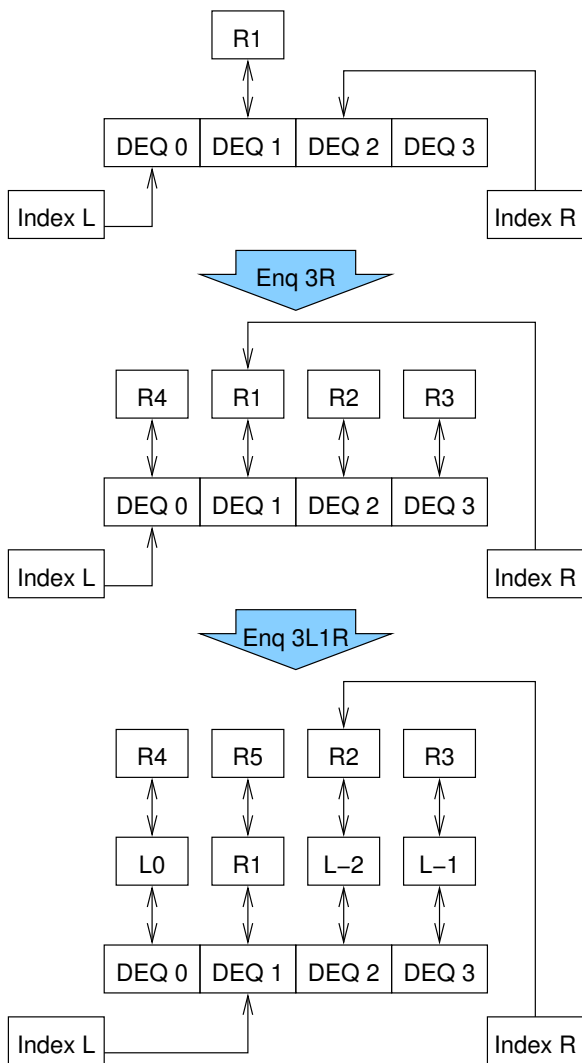 R1
DEQ 0 DEQ 1 DEQ 2 DEQ 3
Index L Index R
Enq 3R
R4 R1 R2 R3
DEQ 0 DEQ 1 DEQ 2 DEQ 3
Index L Index R
Enq 3L1R
R4 R5 R2 R3
L0 R1 L−2 L−1
DEQ 0 DEQ 1 DEQ 2 DEQ 3
Index L Index R